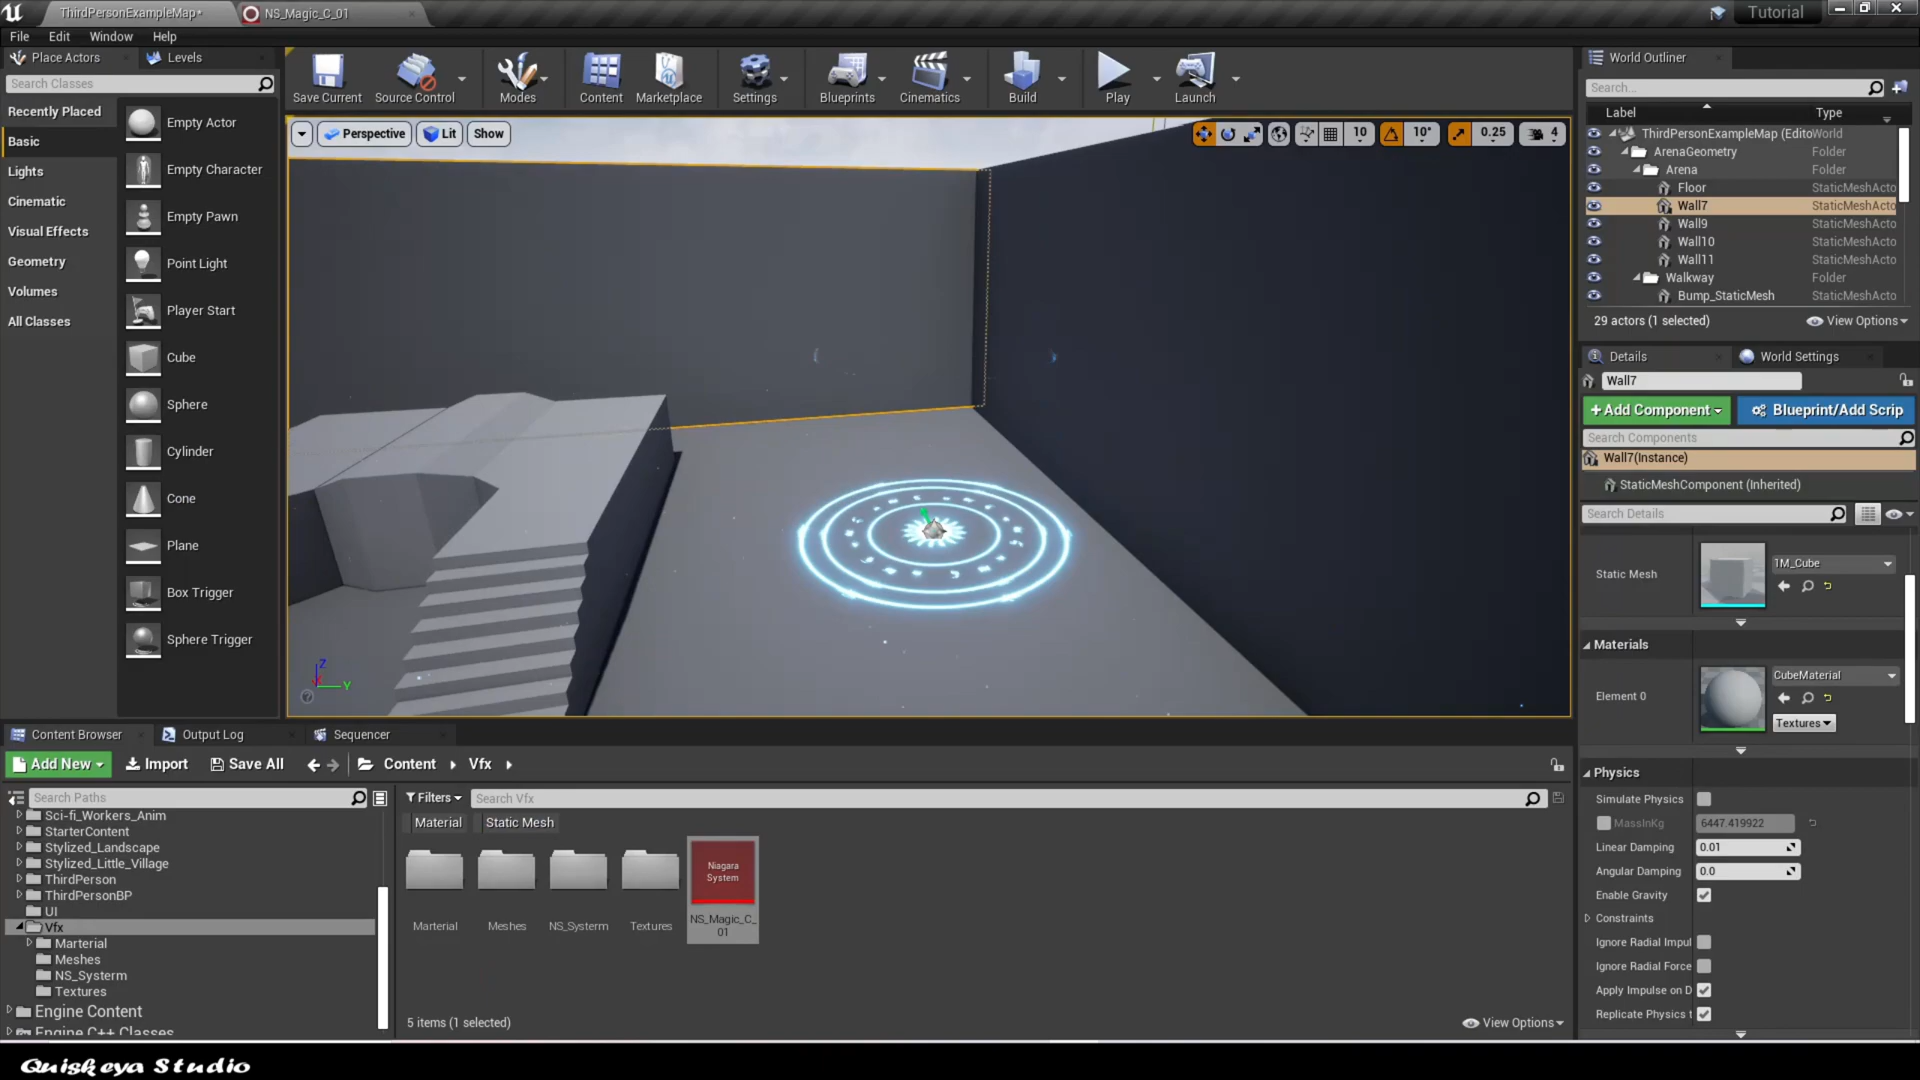 ThirdPersonExampleMap*
NS_Magic_C_01
Tutorial
File Edit Window Help
Place Actors
Levels
Search Classes
Recently Placed
Basic
Lights
Cinematic
Visual Effects
Geometry
Volumes
All Classes
Empty Actor
Empty Character
Empty Pawn
Point Light
Player Start
Cube
Sphere
Cylinder
Cone
Plane
Box Trigger
Sphere Trigger
Save Current
Source Control
Modes
Content
Marketplace
Settings
Blueprints
Cinematics
Build
Play
Launch
Perspective
Lit
Show
10
10°
0.25
4
Z
Y
World Outliner
Search...
Label Type
ThirdPersonExampleMap (Edito World
ArenaGeometry Folder
Arena Folder
Floor StaticMeshActo
Wall7 StaticMeshActo
Wall9 StaticMeshActo
Wall10 StaticMeshActo
Wall11 StaticMeshActo
Walkway Folder
Bump_StaticMesh StaticMeshActo
29 actors (1 selected)
View Options
Details
World Settings
Wall7
+Add Component
Blueprint/Add Scrip
Search Components
Wall7(Instance)
StaticMeshComponent (Inherited)
Search Details
Static Mesh
1M_Cube
Materials
Element 0
CubeMaterial
Textures
Physics
Simulate Physics
MassInKg 6447.419922
Linear Damping 0.01
Angular Damping 0.0
Enable Gravity
Constraints
Ignore Radial Impul
Ignore Radial Force
Apply Impulse on D
Replicate Physics t
Content Browser
Output Log
Sequencer
Add New
Import
Save All
Content
Vfx
Search Paths
Sci-fi_Workers_Anim
StarterContent
Stylized_Landscape
Stylized_Little_Village
ThirdPerson
ThirdPersonBP
UI
Vfx
Marterial
Meshes
NS_Systerm
Textures
Engine Content
Engine C++ Classes
Filters
Search Vfx
Material
Static Mesh
Niagara
System
Marterial
Meshes
NS_Systerm
Textures
NS_Magic_C_
01
5 items (1 selected)
View Options
Quiskeya Studio